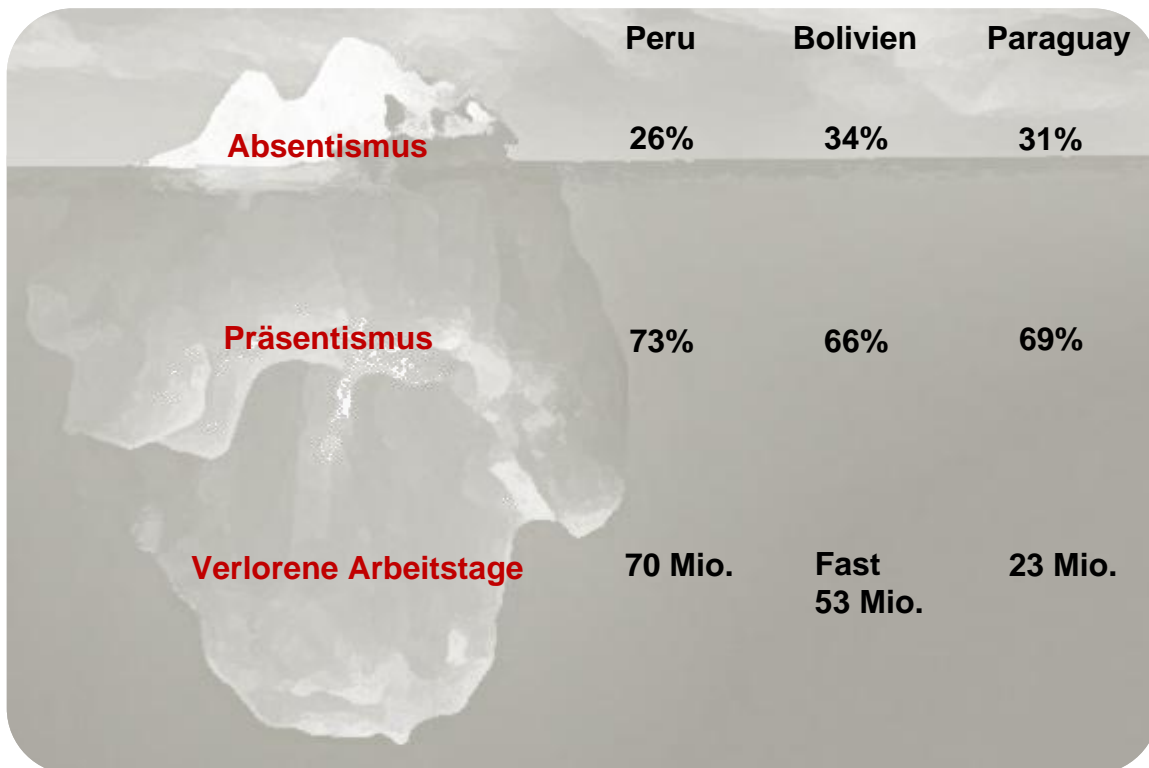 Peru Bolivien Paraguay
Absentismus 26% 34% 31%
Präsentismus 73% 66% 69%
Verlorene Arbeitstage 70 Mio. Fast 23 Mio.
53 Mio.